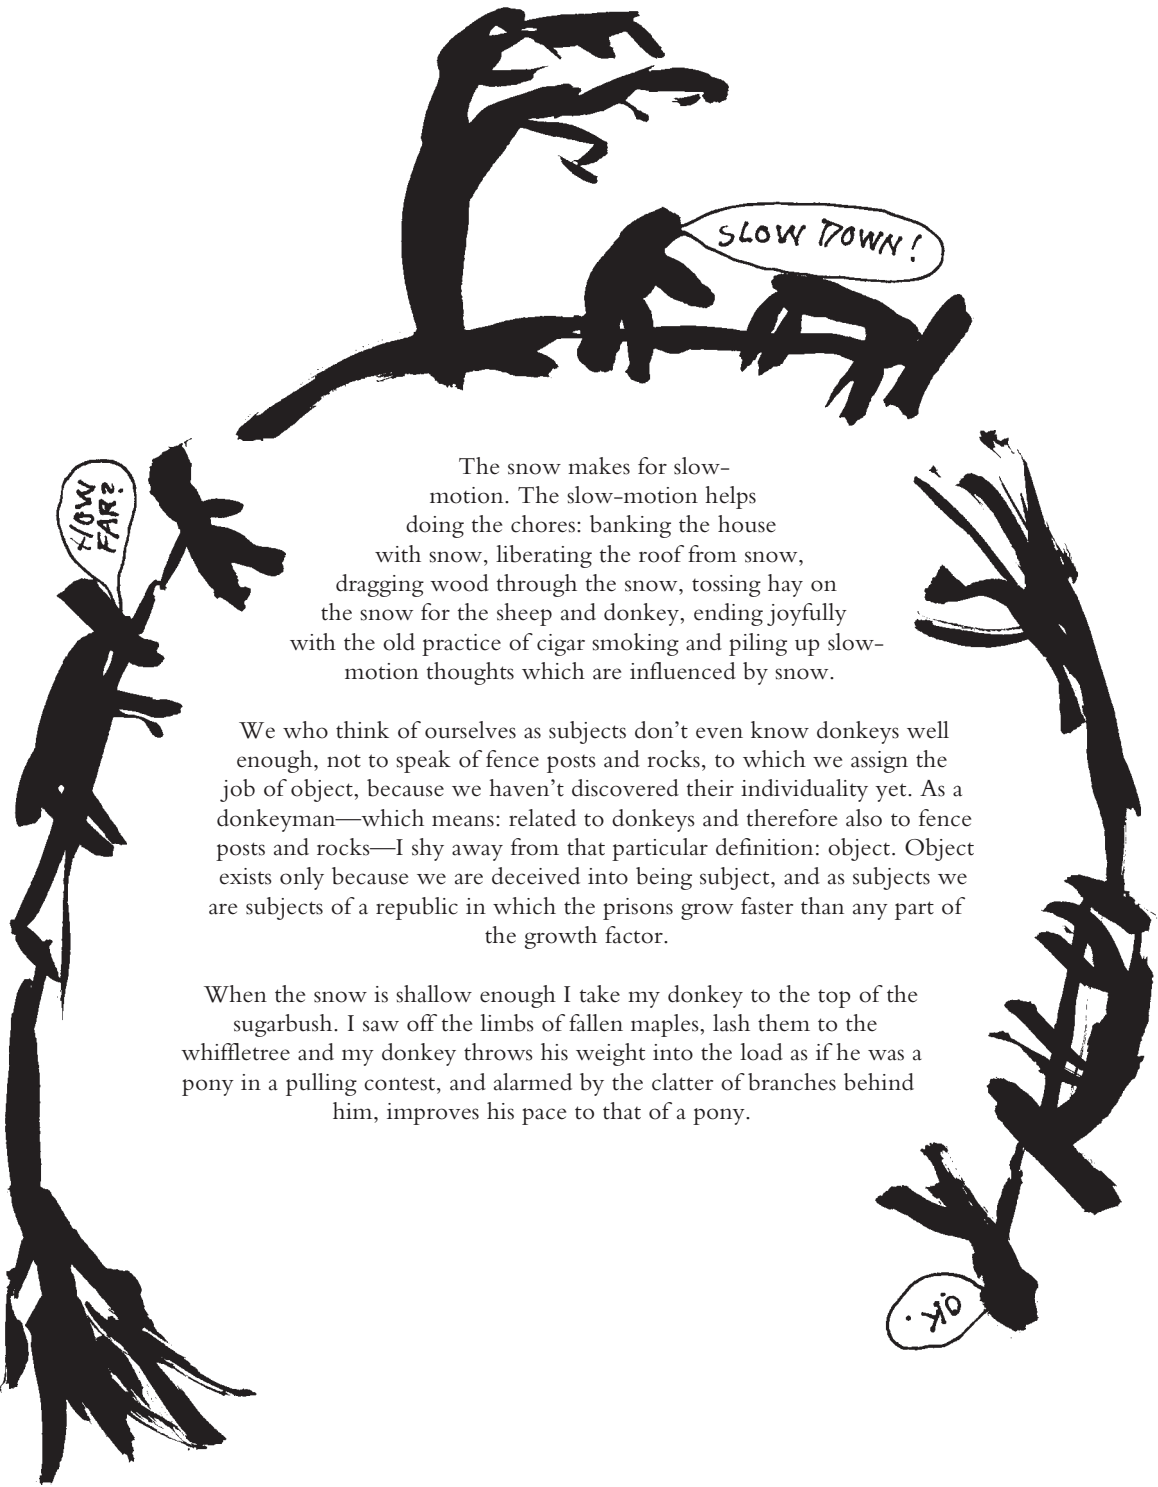 SLOW DOWN!
HOW
FAR?
The snow makes for slow-
motion. The slow-motion helps
doing the chores: banking the house
with snow, liberating the roof from snow,
dragging wood through the snow, tossing hay on
the snow for the sheep and donkey, ending joyfully
with the old practice of cigar smoking and piling up slow-
motion thoughts which are influenced by snow.
We who think of ourselves as subjects don’t even know donkeys well
enough, not to speak of fence posts and rocks, to which we assign the
job of object, because we haven’t discovered their individuality yet. As a
donkeyman—which means: related to donkeys and therefore also to fence
posts and rocks—I shy away from that particular definition: object. Object
exists only because we are deceived into being subject, and as subjects we
are subjects of a republic in which the prisons grow faster than any part of
the growth factor.
When the snow is shallow enough I take my donkey to the top of the
sugarbush. I saw off the limbs of fallen maples, lash them to the
whiffletree and my donkey throws his weight into the load as if he was a
pony in a pulling contest, and alarmed by the clatter of branches behind
him, improves his pace to that of a pony.
O.K.